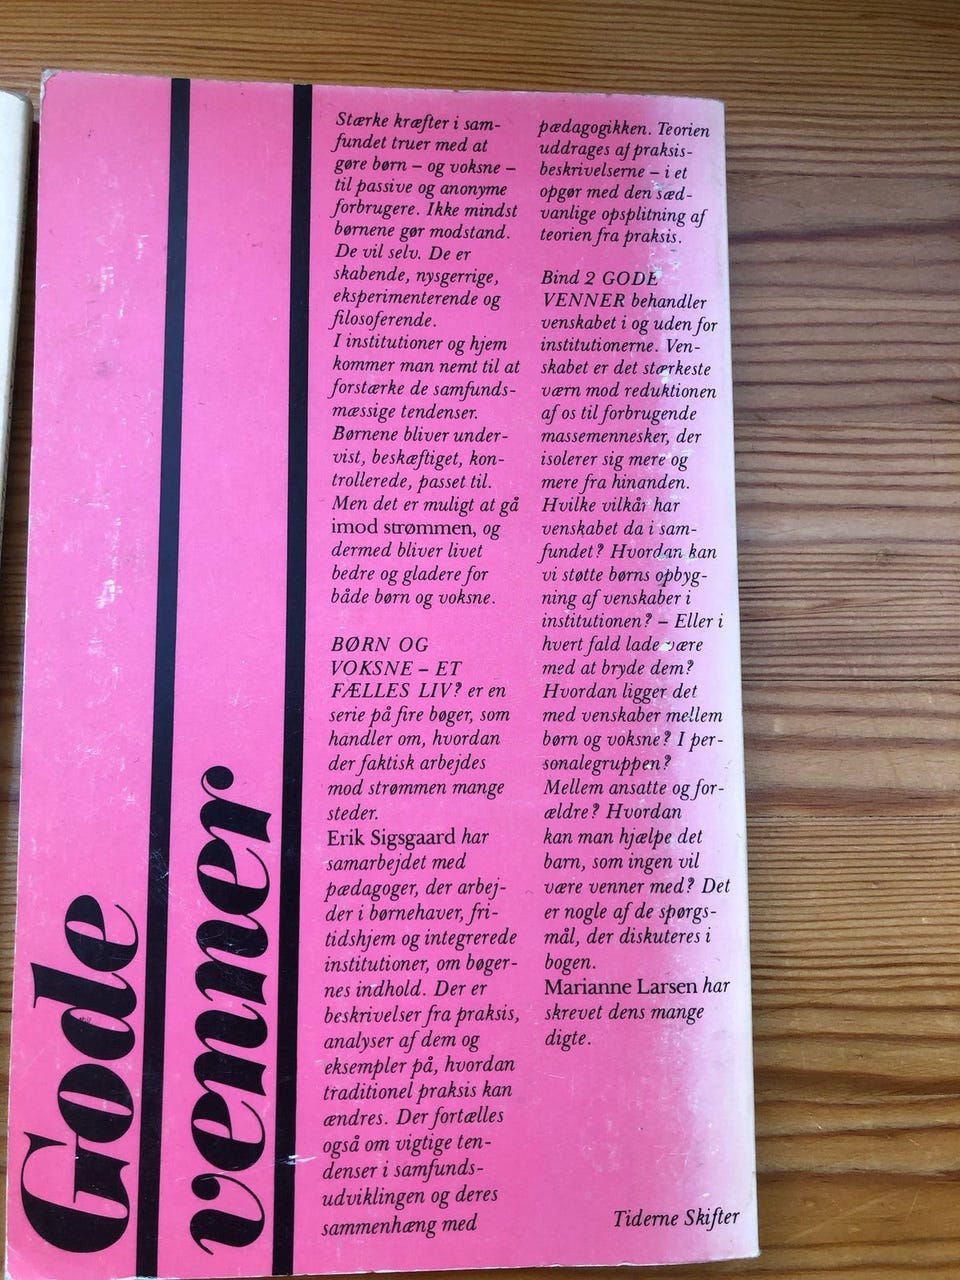 Gode
venner
Stærke kræfter i sam-
fundet truer med at
gøre børn – og voksne –
til passive og anonyme
forbrugere. Ikke mindst
børnene gør modstand.
De vil selv. De er
skabende, nysgerrige,
eksperimenterende og
filosoferende.
I institutioner og hjem
kommer man nemt til at
forstærke de samfunds-
mæssige tendenser.
Børnene bliver under-
vist, beskæftiget, kon-
trollerede, passet til.
Men det er muligt at gå
imod strømmen, og
dermed bliver livet
bedre og gladere for
både børn og voksne.
BØRN OG
VOKSNE – ET
FÆLLES LIV? er en
serie på fire bøger, som
handler om, hvordan
der faktisk arbejdes
mod strømmen mange
steder.
Erik Sigsgaard har
samarbejdet med
pædagoger, der arbej-
der i børnehaver, fri-
tidshjem og integrerede
institutioner, om bøger-
nes indhold. Der er
beskrivelser fra praksis,
analyser af dem og
eksempler på, hvordan
traditionel praksis kan
ændres. Der fortælles
også om vigtige ten-
denser i samfunds-
udviklingen og deres
sammenhæng med
pædagogikken. Teorien
uddrages af praksis-
beskrivelserne – i et
opgør med den sæd-
vanlige opsplitning af
teorien fra praksis.
Bind 2 GODE
VENNER behandler
venskabet i og uden for
institutionerne. Ven-
skabet er det stærkeste
værn mod reduktionen
af os til forbrugende
massemennesker, der
isolerer sig mere og
mere fra hinanden.
Hvilke vilkår har
venskabet da i sam-
fundet? Hvordan kan
vi støtte børns opbyg-
ning af venskaber i
institutionen? – Eller i
hvert fald lade være
med at bryde dem?
Hvordan ligger det
med venskaber mellem
børn og voksne? I per-
sonalegruppen?
Mellem ansatte og for-
ældre? Hvordan
kan man hjælpe det
barn, som ingen vil
være venner med? Det
er nogle af de spørgs-
mål, der diskuteres i
bogen.
Marianne Larsen har
skrevet dens mange
digte.
Tiderne Skifter